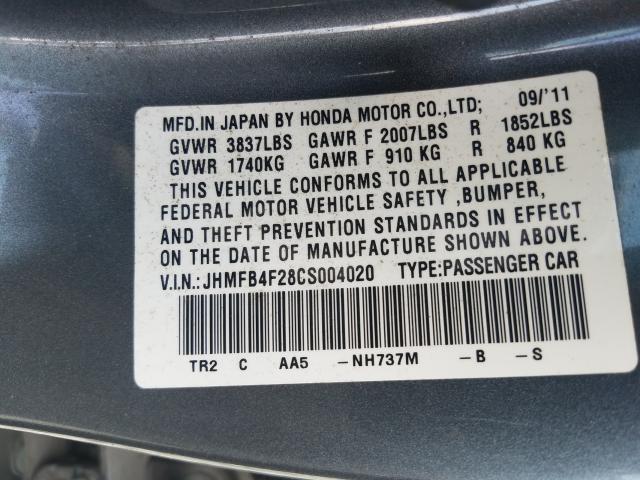 MFD.IN JAPAN BY HONDA MOTOR CO.,LTD; 09/'11
GVWR 3837LBS GAWR F 2007LBS R 1852LBS
GVWR 1740KG GAWR F 910 KG R 840 KG
THIS VEHICLE CONFORMS TO ALL APPLICABLE
FEDERAL MOTOR VEHICLE SAFETY ,BUMPER,
AND THEFT PREVENTION STANDARDS IN EFFECT
ON THE DATE OF MANUFACTURE SHOWN ABOVE.
V.I.N.:JHMFB4F28CS004020 TYPE:PASSENGER CAR
TR2 C AA5 -NH737M -B -S